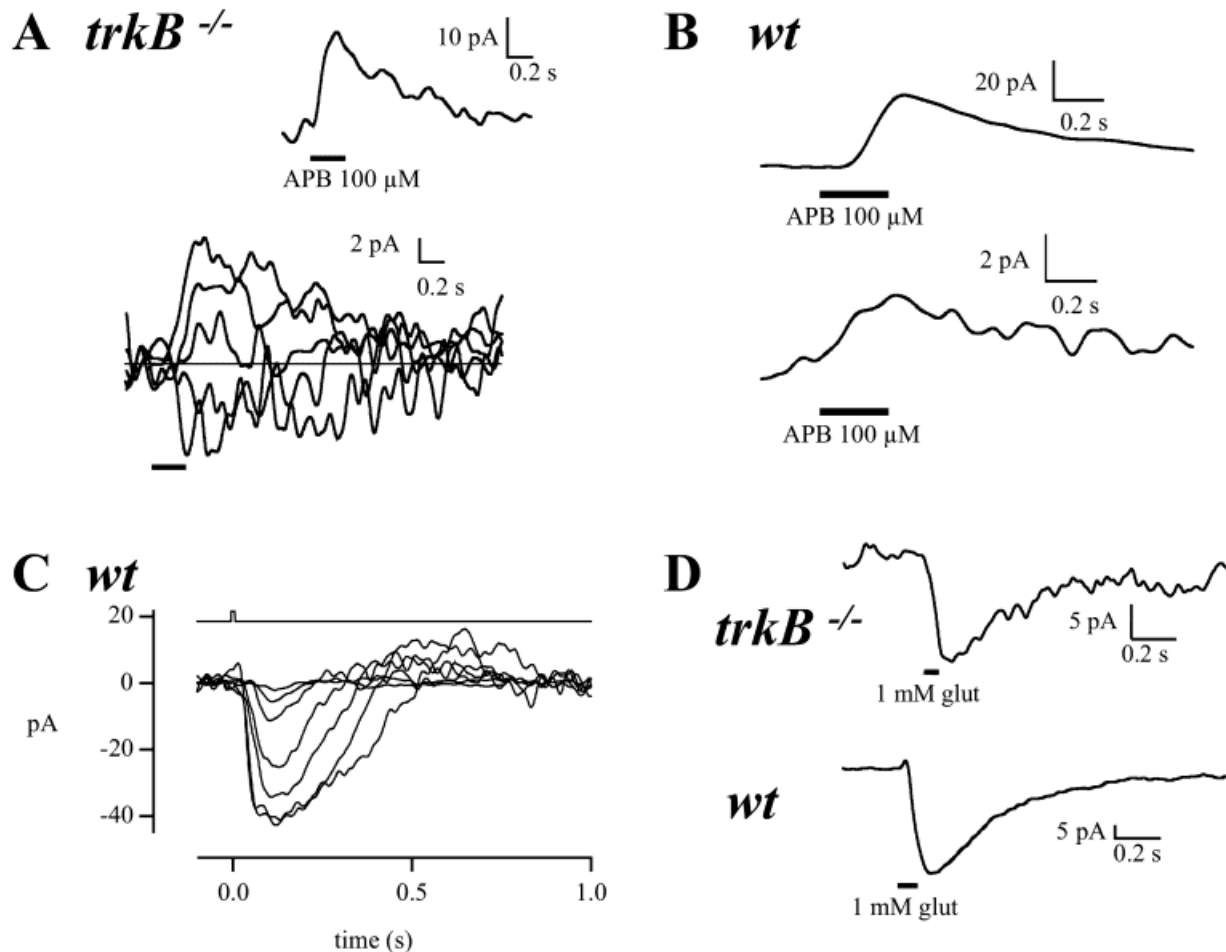 A trkB -/-
10 pA
0.2 s
APB 100 µM
2 pA
0.2 s
B wt
20 pA
0.2 s
APB 100 µM
2 pA
0.2 s
APB 100 µM
C wt
20
0
-20
-40
pA
0.0
0.5
1.0
time (s)
D
trkB -/-
5 pA
0.2 s
1 mM glut
wt
5 pA
0.2 s
1 mM glut